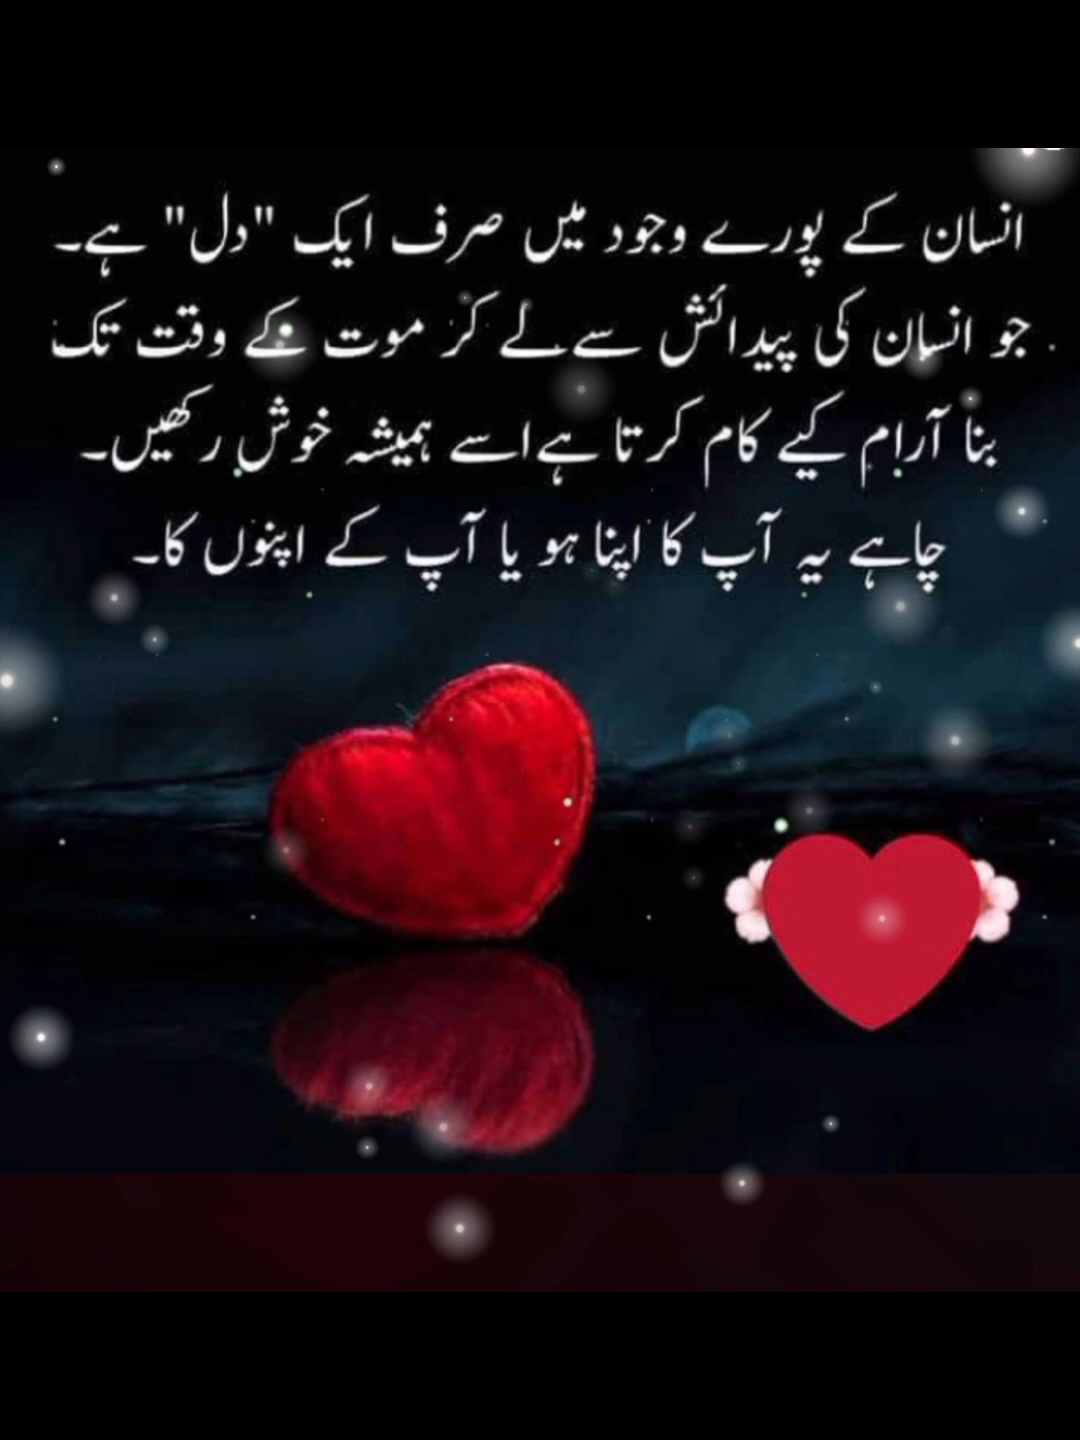 انسان کے پورے وجود میں صرف ایک "دل" ہے۔
جو انسان کی پیدائش سے لے کر موت کے وقت تک
بنا آرام کیے کام کرتا ہے اسے ہمیشہ خوش رکھیں۔
چاہے یہ آپ کا اپنا ہو یا آپ کے اپنوں کا۔